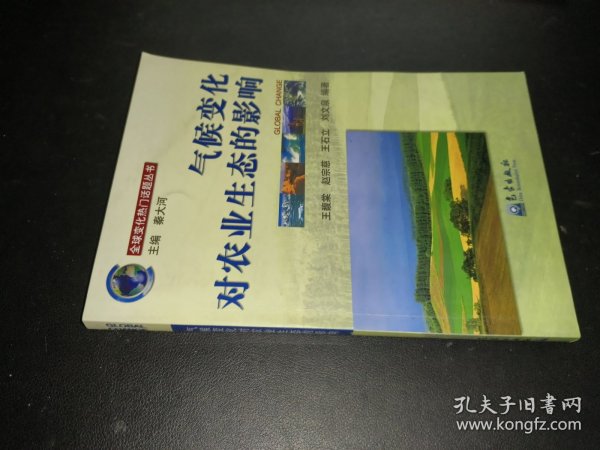 全球变化热门话题丛书
主编 秦大河
气候变化
对农业生态的影响
GLOBAL CHANGE
王馥棠 赵宗慈 王石立 刘文泉 编著
气象出版社
GLOBAL
孔夫子旧书网
www.kongfz.com